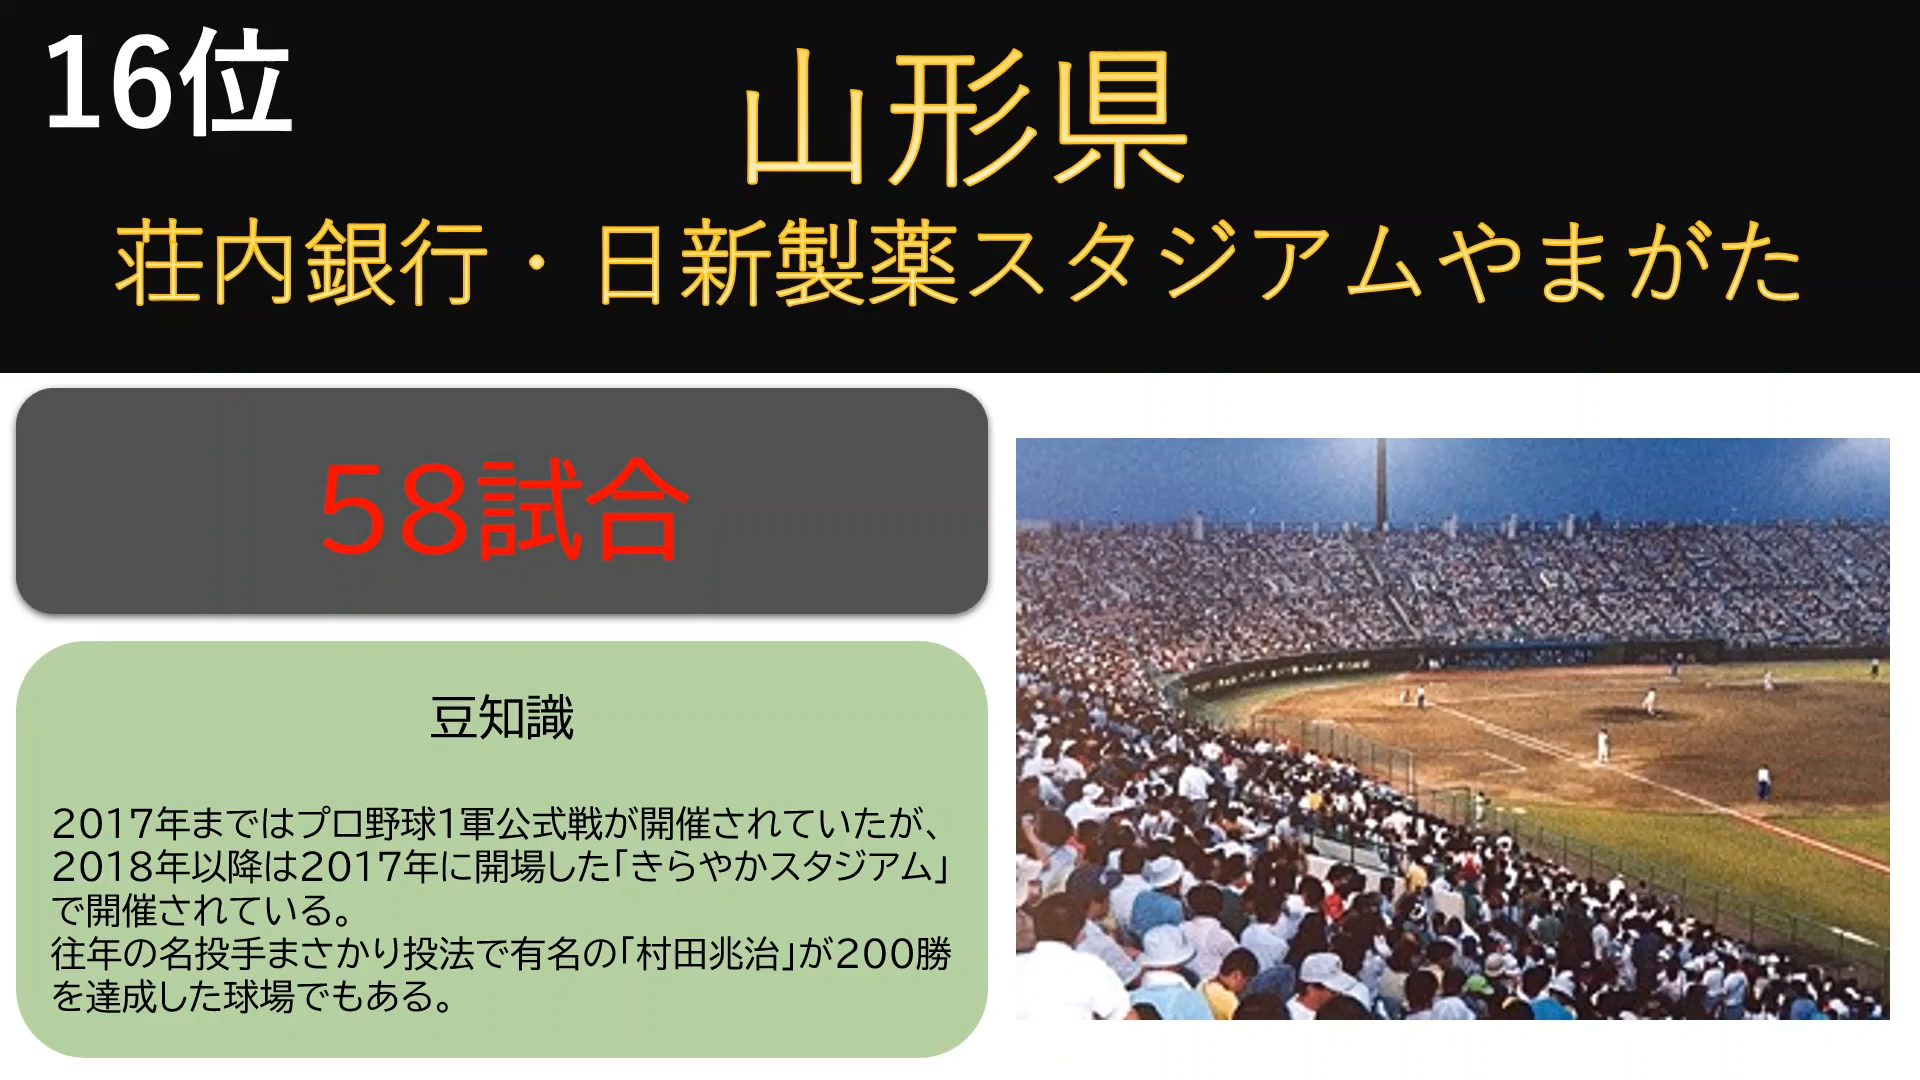 16位
山形県
荘内銀行・日新製薬スタジアムやまがた
58試合
豆知識
2017年まではプロ野球1軍公式戦が開催されていたが、
2018年以降は2017年に開場した「きらやかスタジアム」
で開催されている。
往年の名投手まさかり投法で有名の「村田兆治」が200勝
を達成した球場でもある。